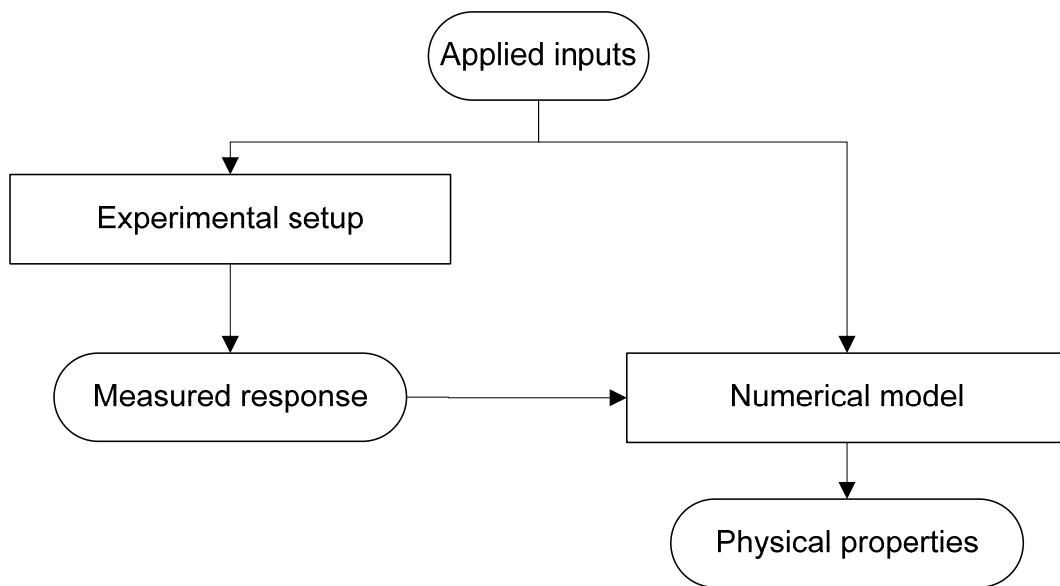 Applied inputs
Experimental setup
Measured response
Numerical model
Physical properties